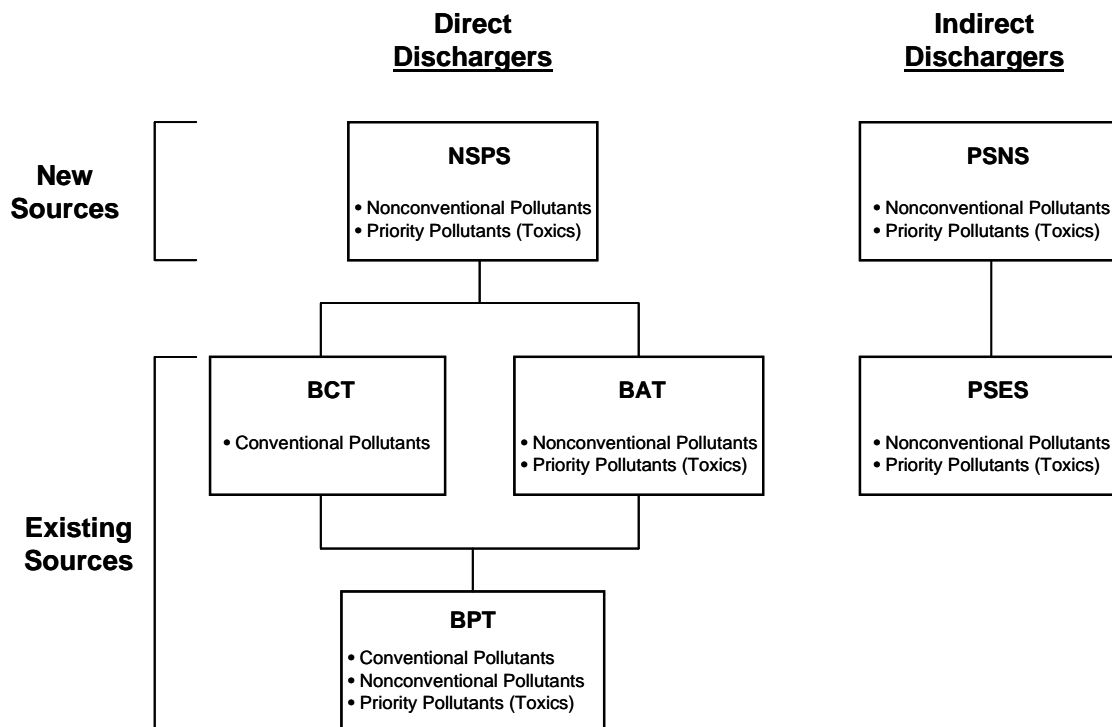 Direct
Dischargers
Indirect
Dischargers
New
Sources
NSPS
• Nonconventional Pollutants
• Priority Pollutants (Toxics)
PSNS
• Nonconventional Pollutants
• Priority Pollutants (Toxics)
Existing
Sources
BCT
• Conventional Pollutants
BAT
• Nonconventional Pollutants
• Priority Pollutants (Toxics)
PSES
• Nonconventional Pollutants
• Priority Pollutants (Toxics)
BPT
• Conventional Pollutants
• Nonconventional Pollutants
• Priority Pollutants (Toxics)